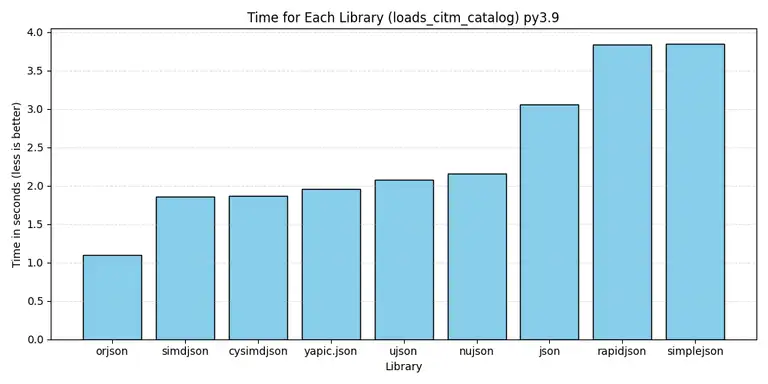 Time for Each Library (loads_citm_catalog) py3.9
Time in seconds (less is better)
4.0
3.5
3.0
2.5
2.0
1.5
1.0
0.5
0.0
orjson simdjson cysimdjson yapic.json ujson nujson json rapidjson simplejson
Library